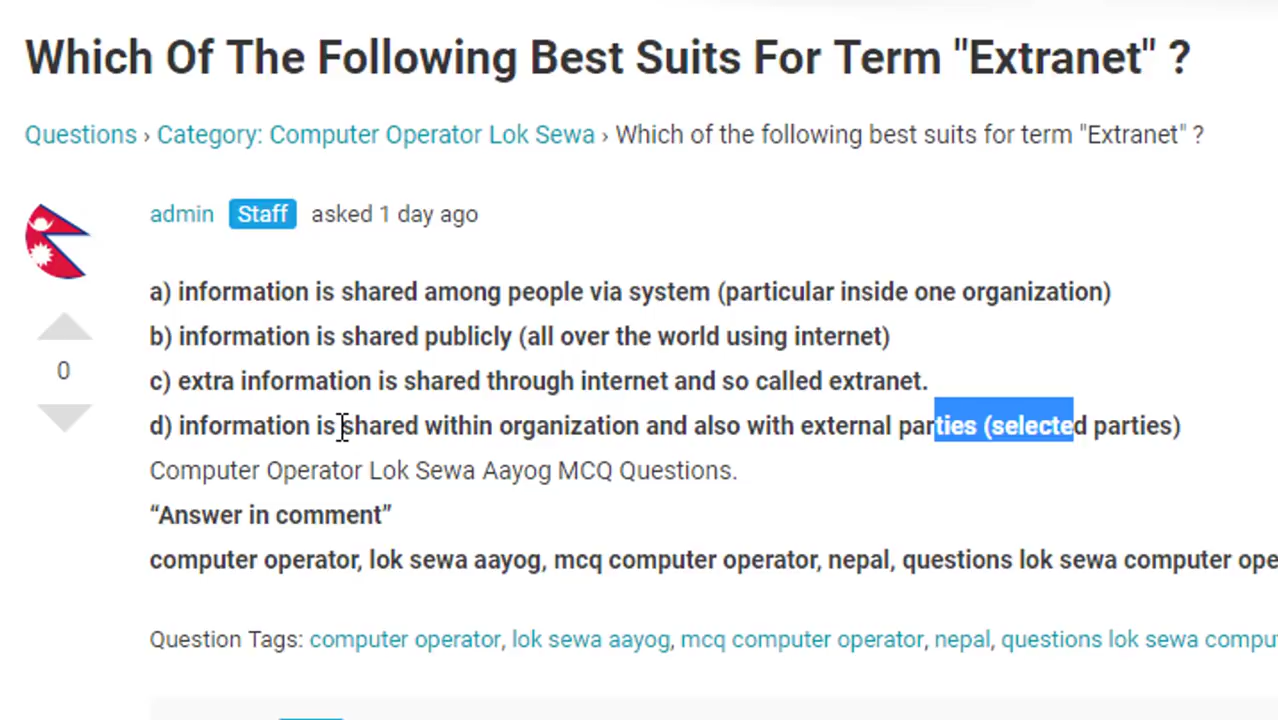 Which Of The Following Best Suits For Term "Extranet" ?
Questions › Category: Computer Operator Lok Sewa › Which of the following best suits for term "Extranet" ?
admin Staff asked 1 day ago
a) information is shared among people via system (particular inside one organization)
b) information is shared publicly (all over the world using internet)
0
c) extra information is shared through internet and so called extranet.
d) information is shared within organization and also with external parties (selected parties)
Computer Operator Lok Sewa Aayog MCQ Questions.
“Answer in comment”
computer operator, lok sewa aayog, mcq computer operator, nepal, questions lok sewa computer ope
Question Tags: computer operator, lok sewa aayog, mcq computer operator, nepal, questions lok sewa compu